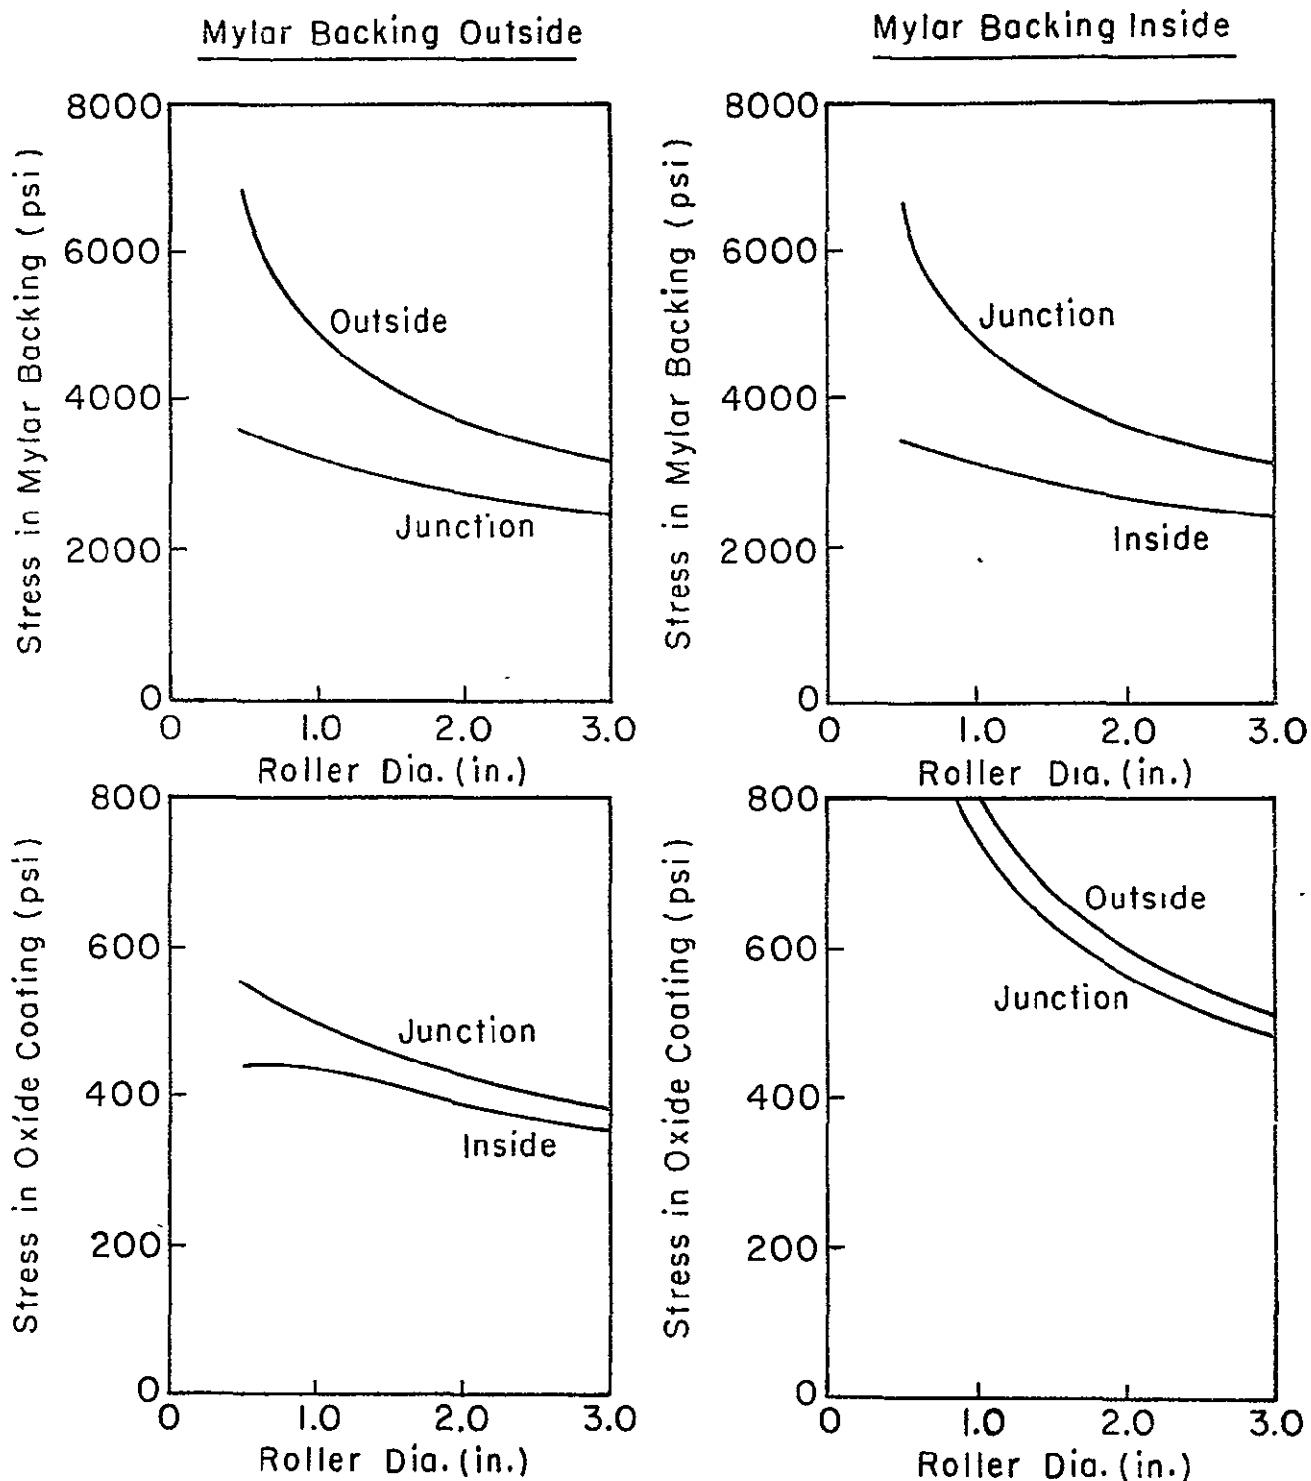 Mylar Backing Outside
Stress in Mylar Backing (psi)
8000
6000
4000
2000
0
Outside
Junction
0 1.0 2.0 3.0
Roller Dia. (in.)
Mylar Backing Inside
Stress in Mylar Backing (psi)
8000
6000
4000
2000
0
Junction
Inside
0 1.0 2.0 3.0
Roller Dia. (in.)
Stress in Oxide Coating (psi)
800
600
400
200
0
Junction
Inside
0 1.0 2.0 3.0
Roller Dia. (in.)
Stress in Oxide Coating (psi)
800
600
400
200
0
Outside
Junction
0 1.0 2.0 3.0
Roller Dia. (in.)